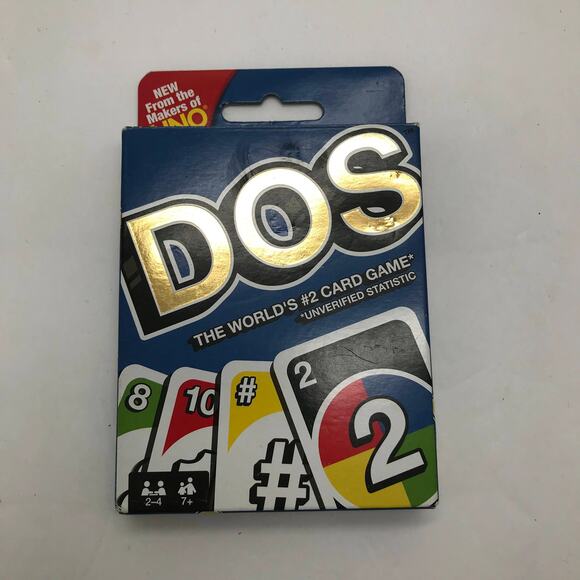 NEW
From the
Makers of
UNO
DOS
THE WORLD'S #2 CARD GAME*
*UNVERIFIED STATISTIC
8
10
#
2
#
2
2-4
7+